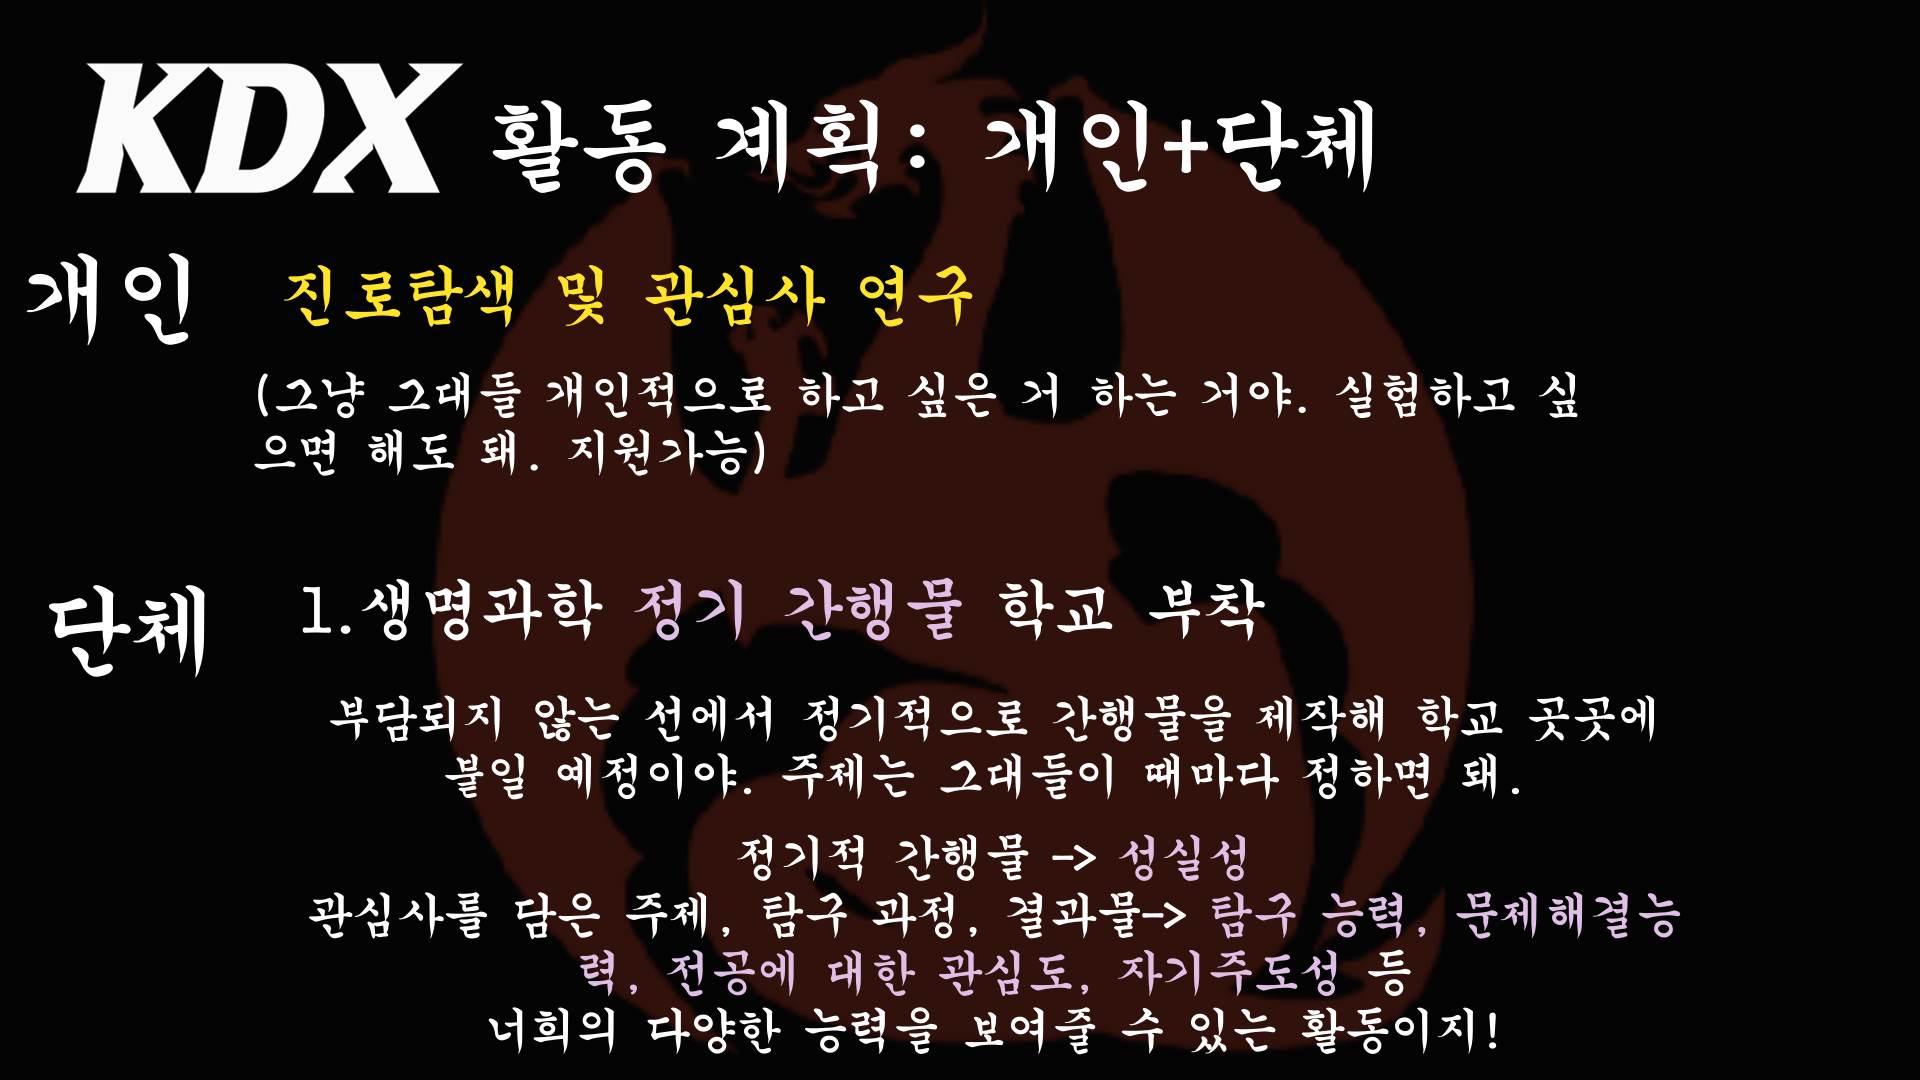 KDX 활동 계획: 개인+단체
개인 진로탐색 및 관심사 연구
(그냥 그대들 개인적으로 하고 싶은 거 하는 거야. 실험하고 싶
으면 해도 돼. 지원가능)
단체 1.생명과학 정기 간행물 학교 부착
부담되지 않는 선에서 정기적으로 간행물을 제작해 학교 곳곳에
붙일 예정이야. 주제는 그대들이 때마다 정하면 돼.
정기적 간행물 -> 성실성
관심사를 담은 주제, 탐구 과정, 결과물-> 탐구 능력, 문제해결능
력, 전공에 대한 관심도, 자기주도성 등
너희의 다양한 능력을 보여줄 수 있는 활동이지!